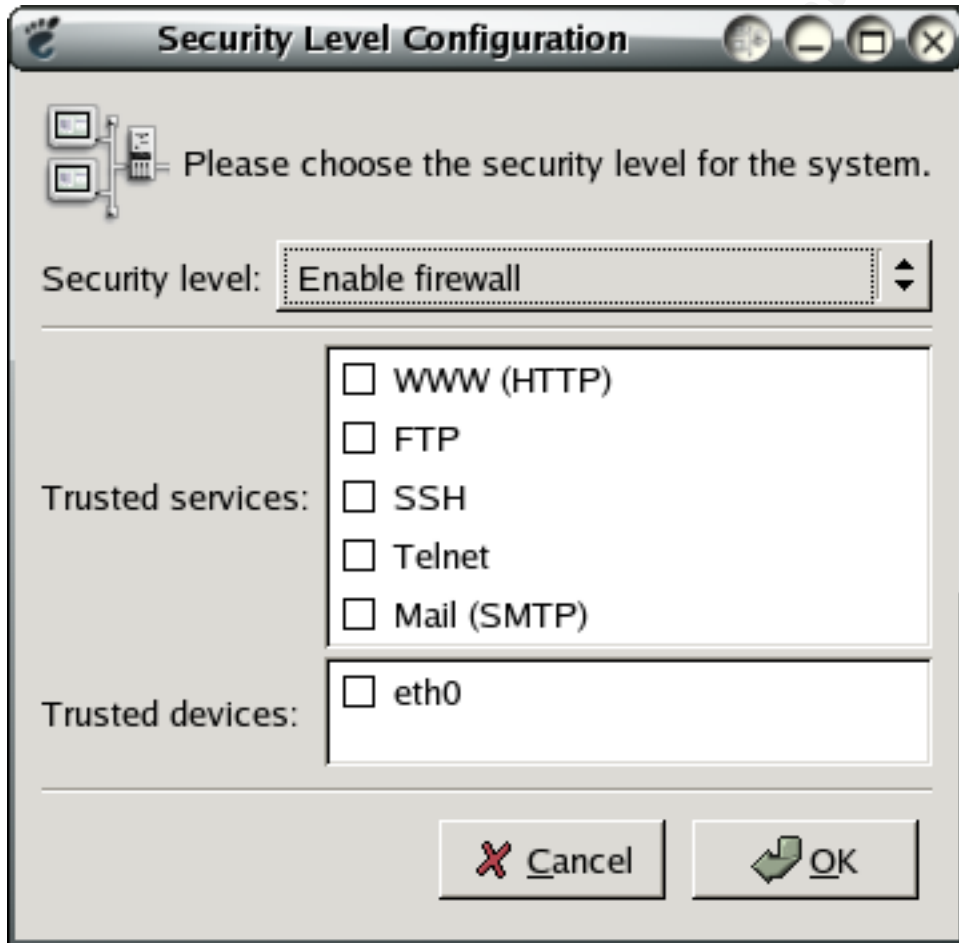 Security Level Configuration
Please choose the security level for the system.
Security level: Enable firewall
Trusted services:
WWW (HTTP)
FTP
SSH
Telnet
Mail (SMTP)
Trusted devices:
eth0
Cancel
OK